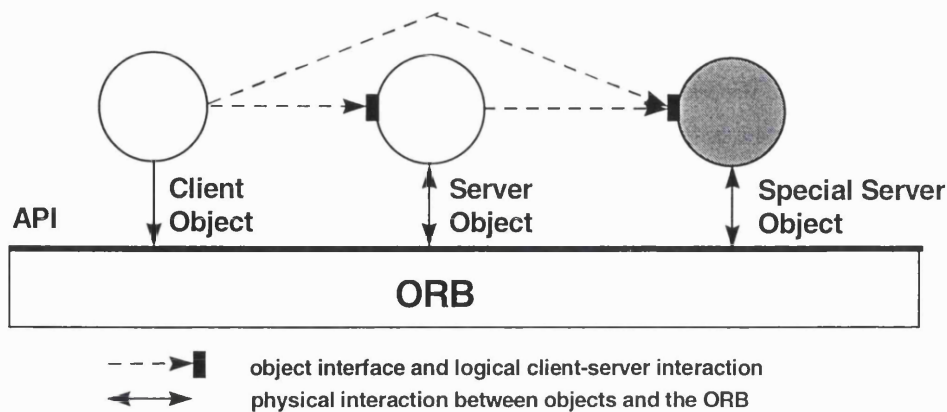 Client
Object
Server
Object
Special Server
Object
API
ORB
object interface and logical client-server interaction
physical interaction between objects and the ORB